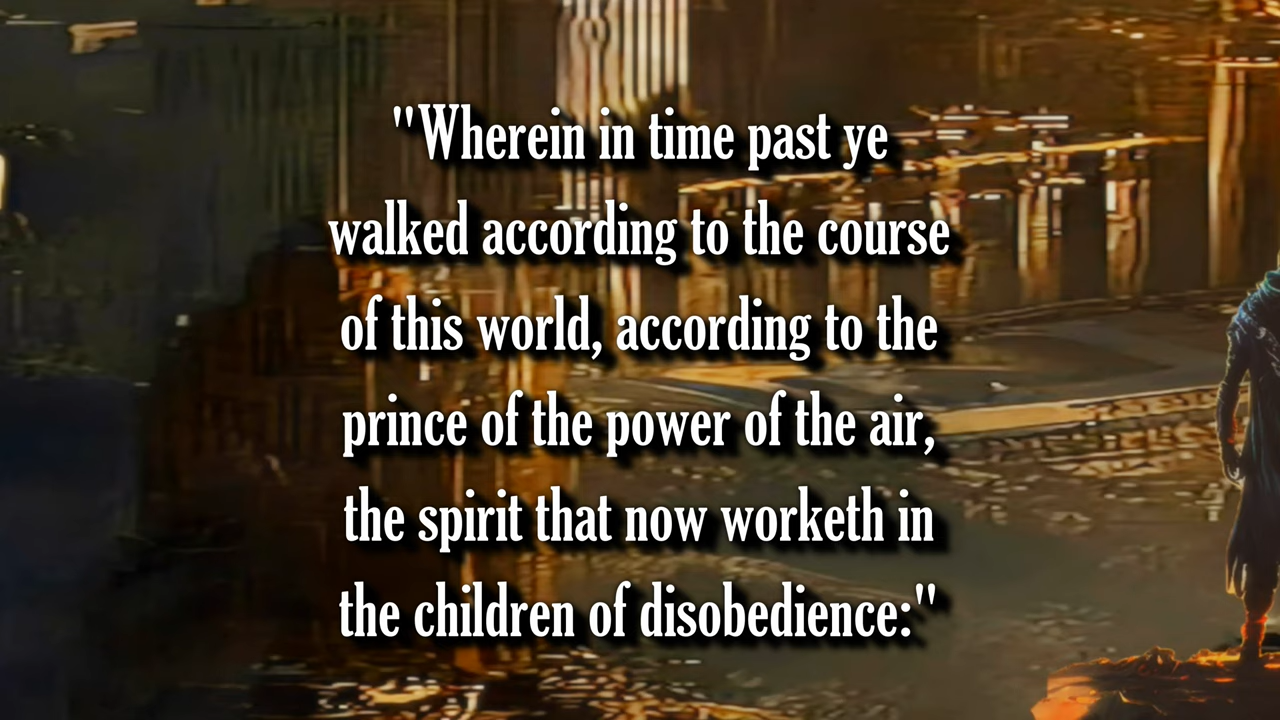 "Wherein in time past ye
walked according to the course
of this world, according to the
prince of the power of the air,
the spirit that now worketh in
the children of disobedience:"